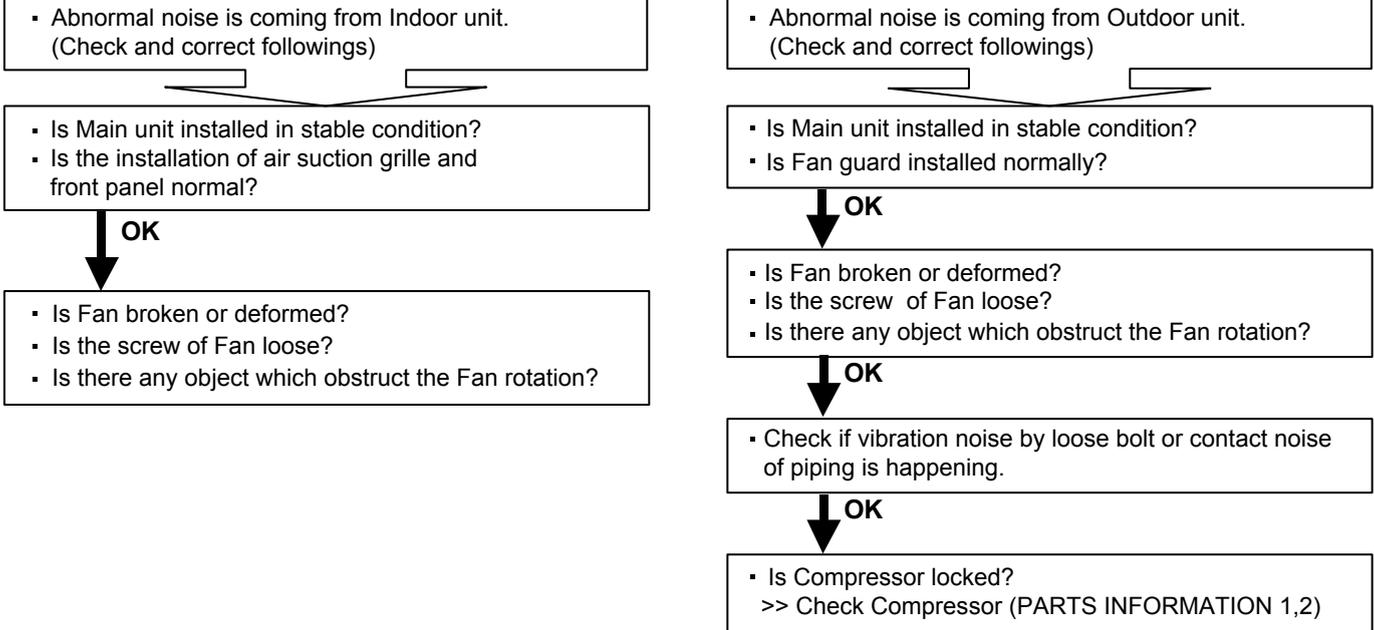 ▪ Abnormal noise is coming from Indoor unit.
(Check and correct followings)
▪ Is Main unit installed in stable condition?
▪ Is the installation of air suction grille and
front panel normal?
OK
▪ Is Fan broken or deformed?
▪ Is the screw of Fan loose?
▪ Is there any object which obstruct the Fan rotation?
▪ Abnormal noise is coming from Outdoor unit.
(Check and correct followings)
▪ Is Main unit installed in stable condition?
▪ Is Fan guard installed normally?
OK
▪ Is Fan broken or deformed?
▪ Is the screw  of Fan loose?
▪ Is there any object which obstruct the Fan rotation?
OK
▪ Check if vibration noise by loose bolt or contact noise
of piping is happening.
OK
▪ Is Compressor locked?
>> Check Compressor (PARTS INFORMATION 1,2)